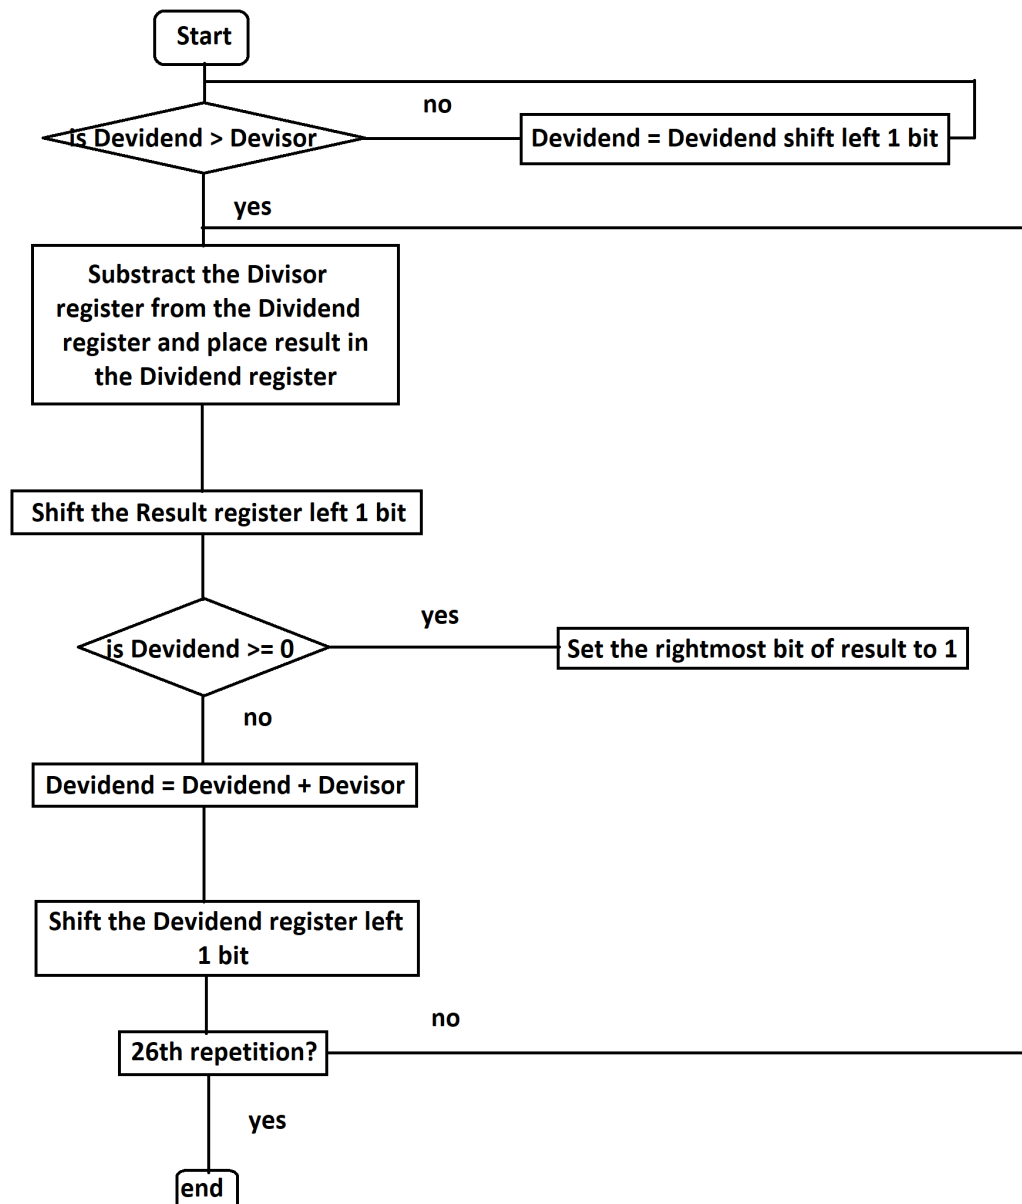 Start
no
is Devidend > Devisor
Devidend = Devidend shift left 1 bit
yes
Substract the Divisor
register from the Dividend
register and place result in
the Dividend register
Shift the Result register left 1 bit
yes
is Devidend >= 0
Set the rightmost bit of result to 1
no
Devidend = Devidend + Devisor
Shift the Devidend register left
1 bit
no
26th repetition?
yes
end